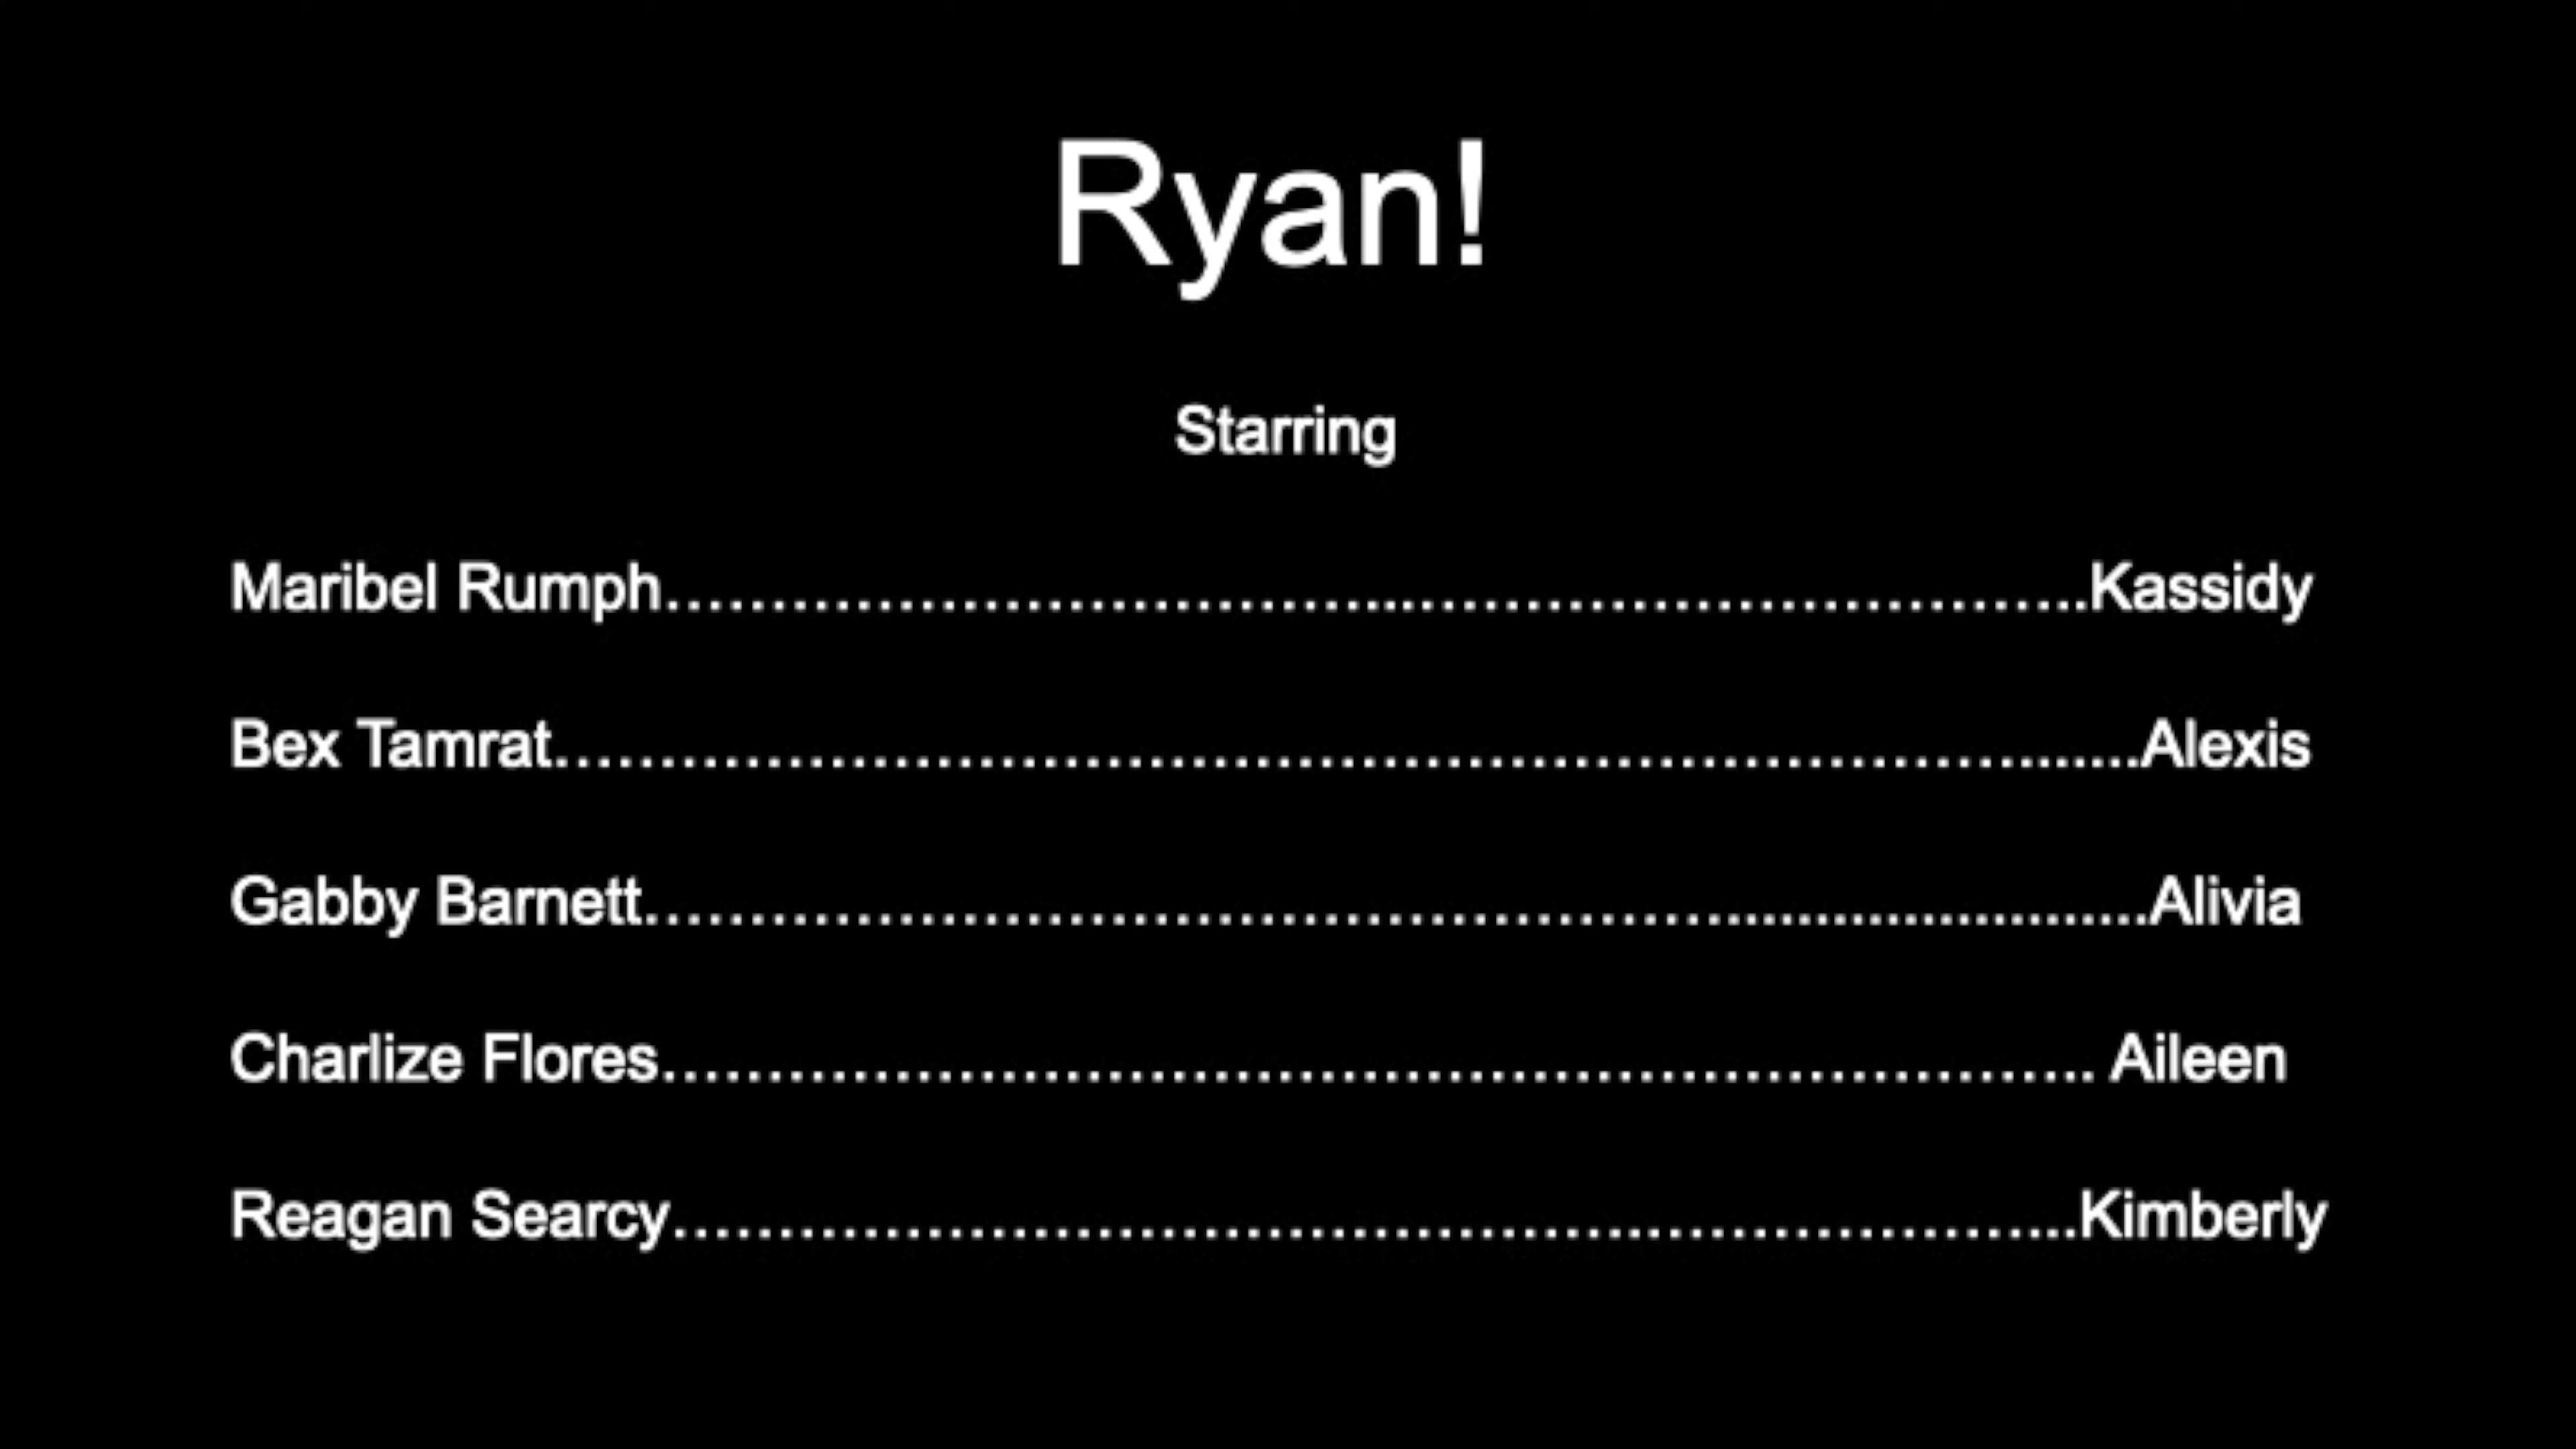 Ryan!
Starring
Maribel Rumph……………………………..…………………………..Kassidy
Bex Tamrat……………………………………………………………......Alexis
Gabby Barnett……………………………………………........................Alivia
Charlize Flores…………………………………………………………. Aileen
Reagan Searcy………………………………………..………………..Kimberly